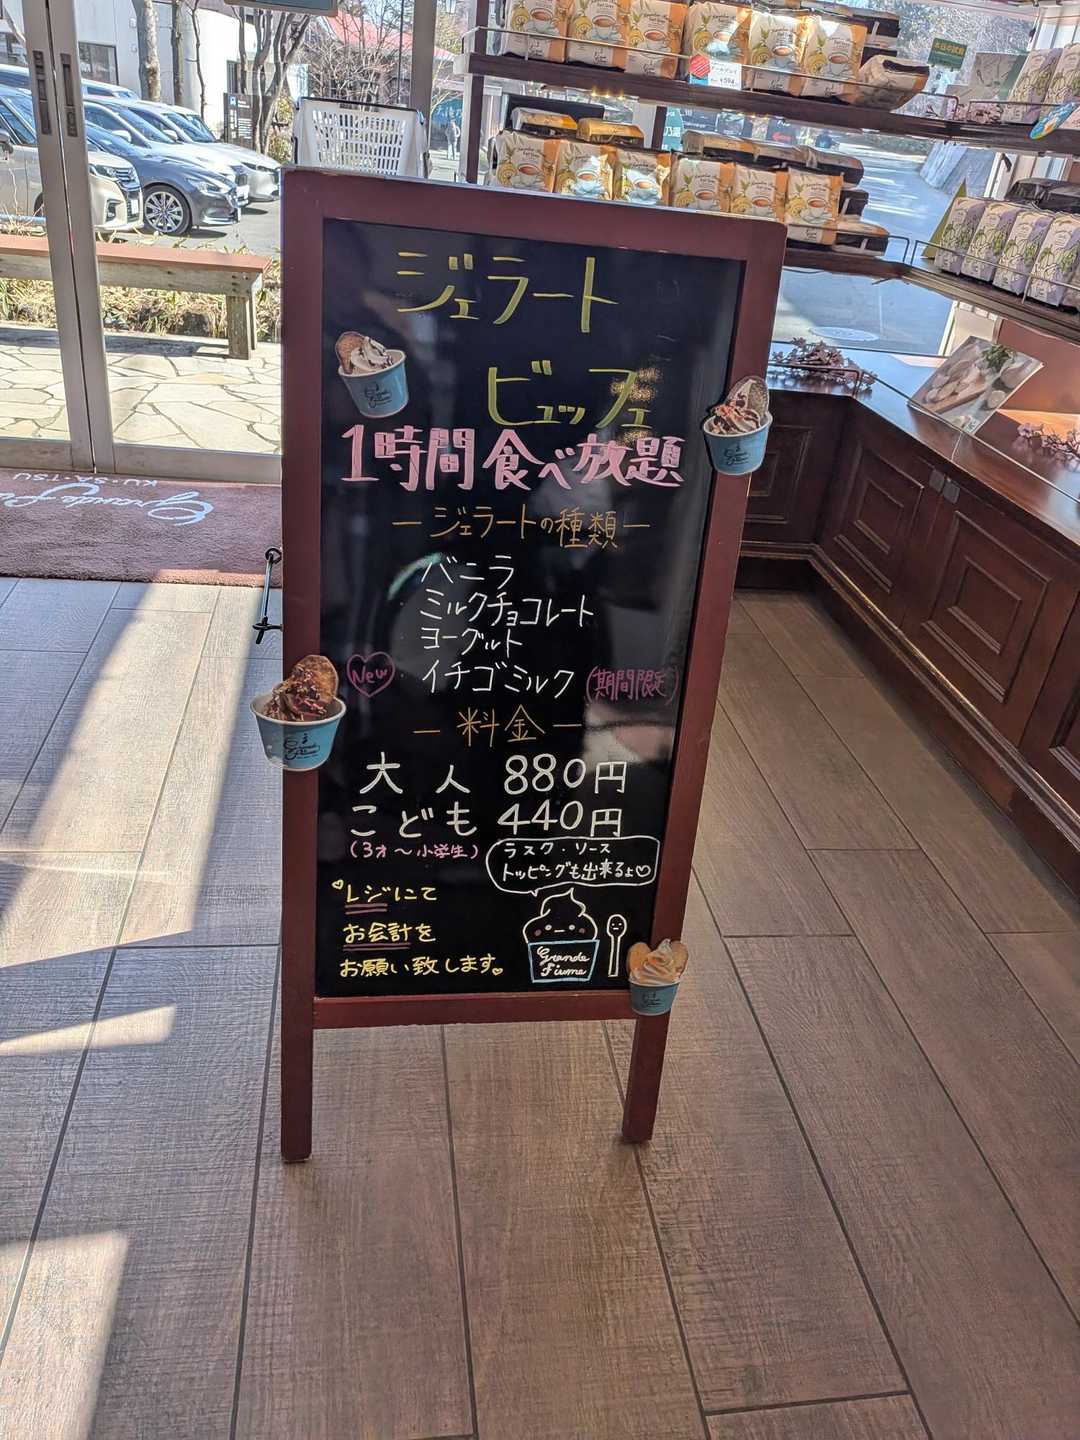 ジェラート
ビュッフェ
1時間 食べ放題
ージェラートの種類ー
バニラ
ミルクチョコレート
ヨーグルト
New イチゴミルク (期間限定)
ー料金ー
大人 880円
こども 440円
(3才～小学生)
ラスク・ソース
トッピングも出来るよ♡
レジにて
お会計を
お願い致します。
Grande
Fiume
KU・SA・TSU